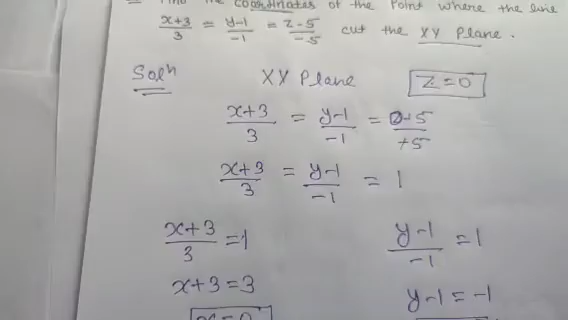 the coordinates of the Point where the line
x+3/3 = y-1/-1 = z-5/-5 cut the XY Plane.
Solⁿ XY Plane z=0
x+3/3 = y-1/-1 = 0-5/+5
x+3/3 = y-1/-1 = 1
x+3/3 = 1 y-1/-1 = 1
x+3=3 y-1=-1